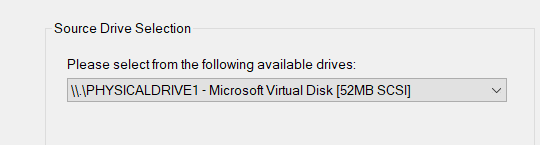 Source Drive Selection
Please select from the following available drives:
\\.\PHYSICALDRIVE1 - Microsoft Virtual Disk [52MB SCSI]